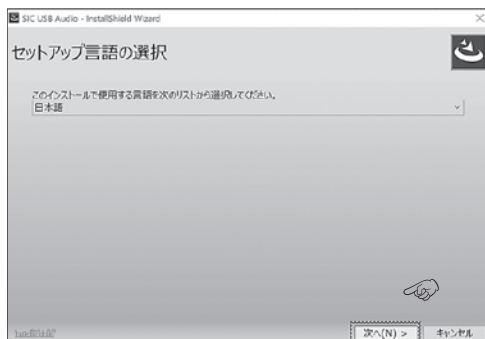 SIC USB Audio - InstallShield Wizard
セットアップ言語の選択
このインストールで使用する言語を次のリストから選択してください。
日本語
InstallShield
次へ(N) >
キャンセル